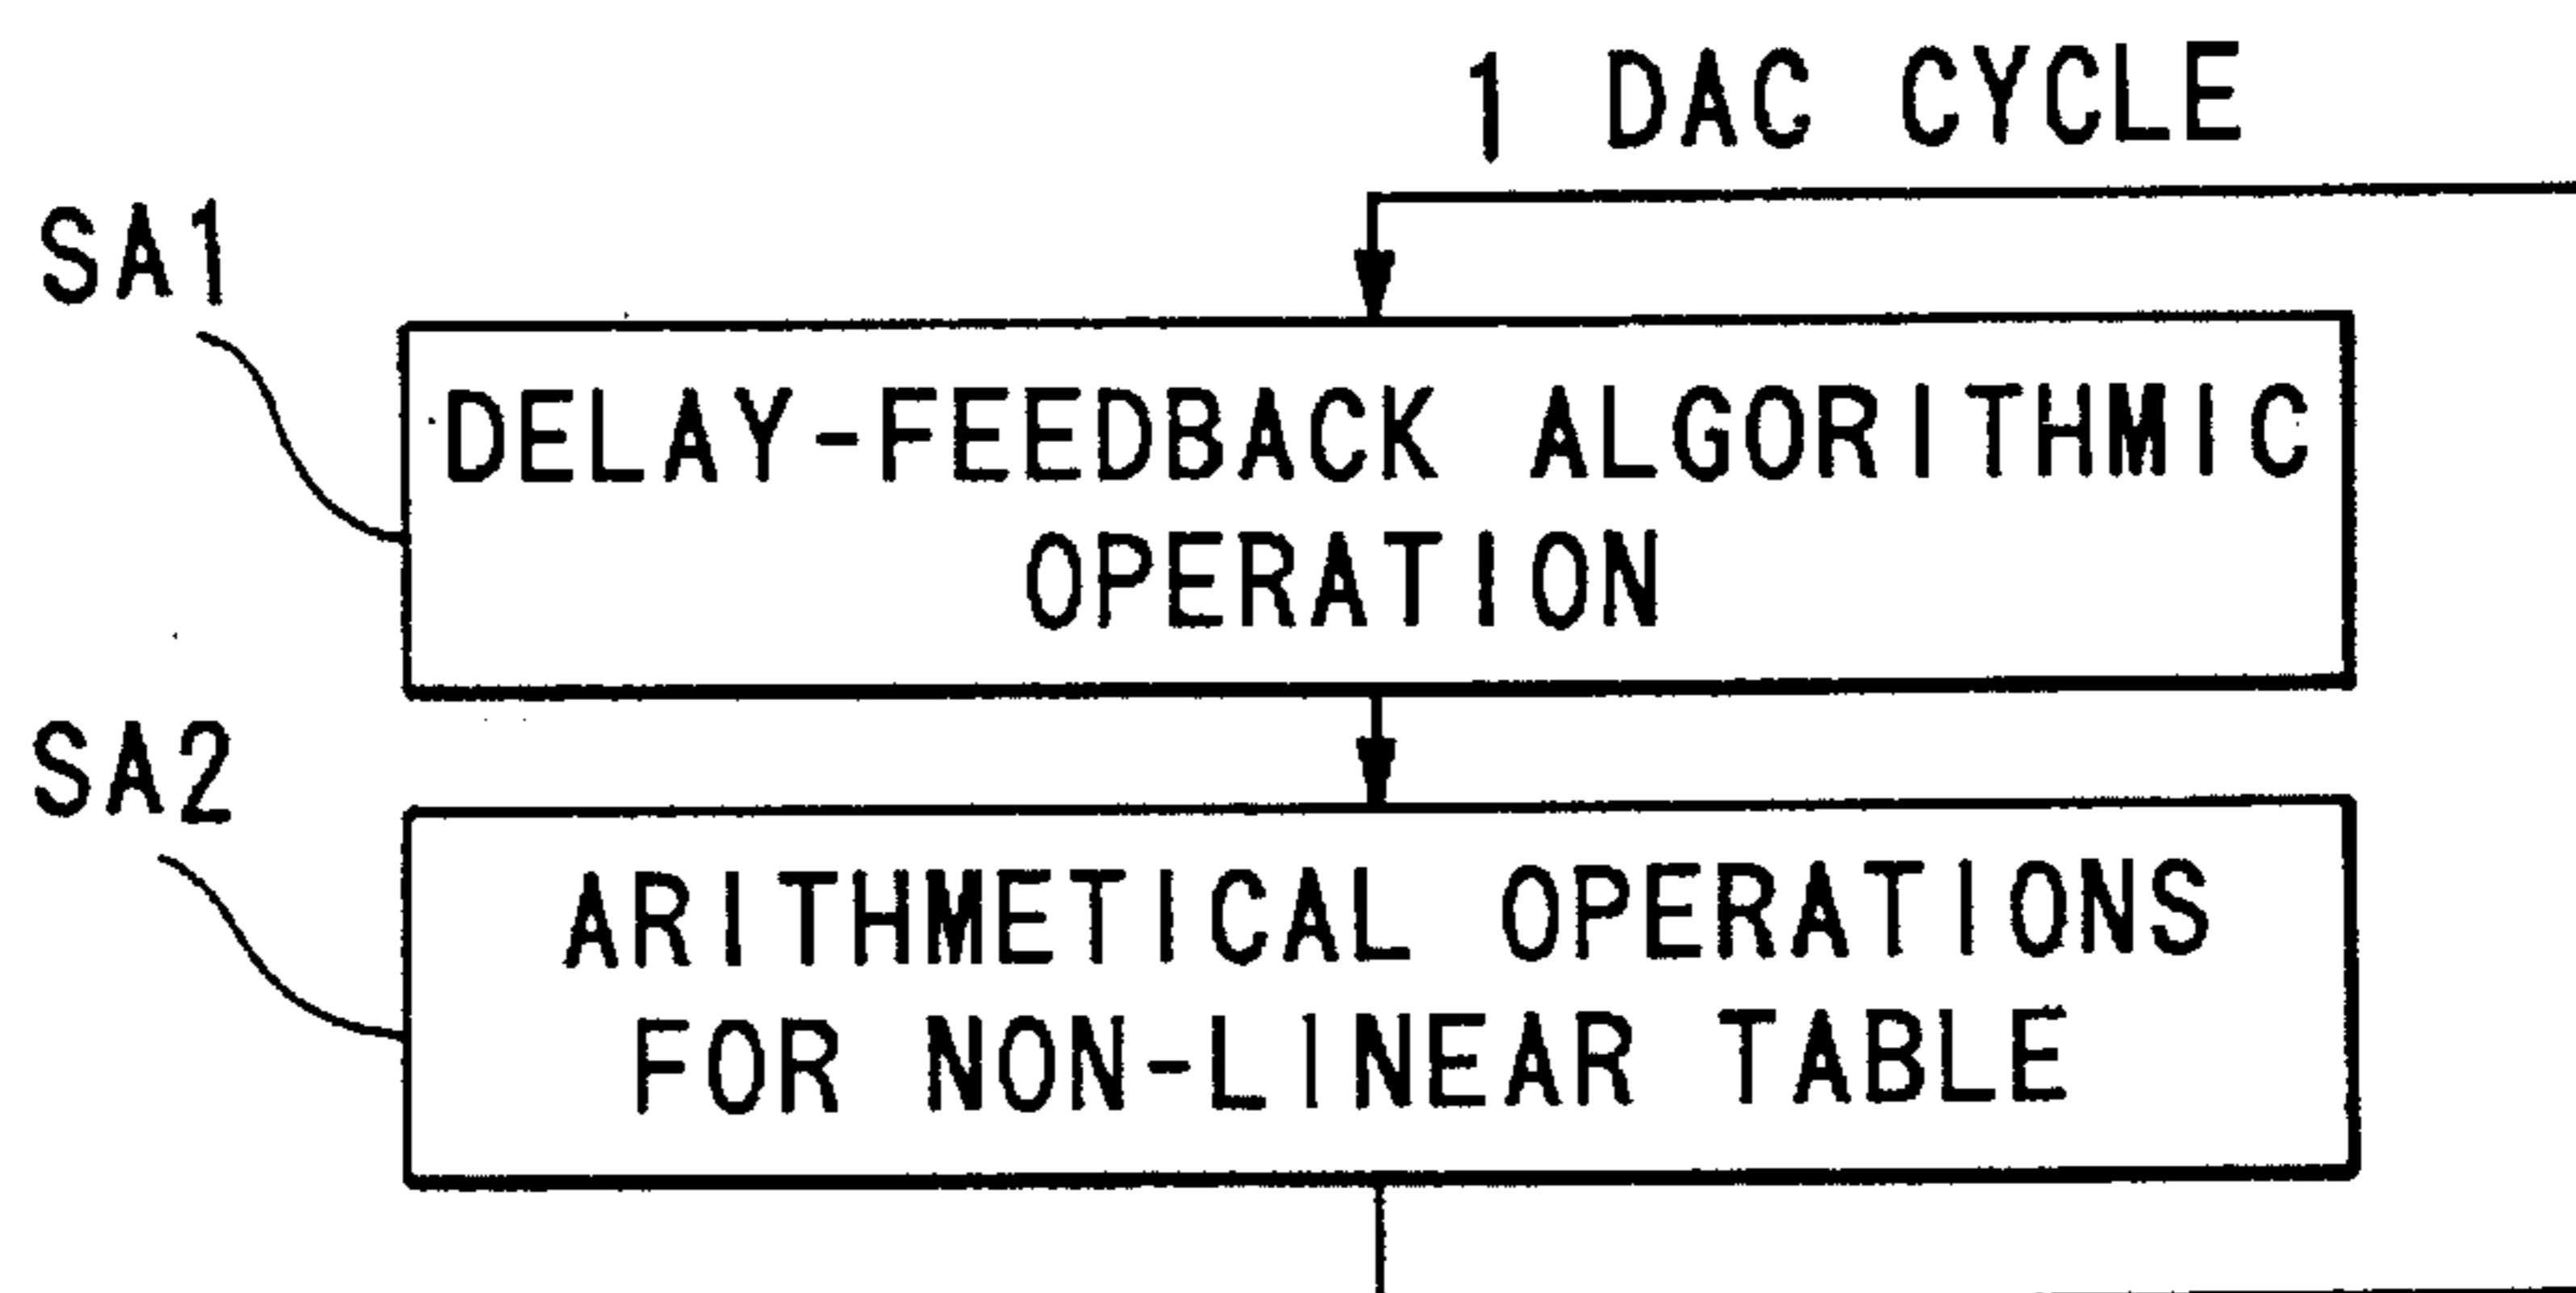 1 DAC CYCLE
SA1
DELAY-FEEDBACK ALGORITHMIC
OPERATION
SA2
ARITHMETICAL OPERATIONS
FOR NON-LINEAR TABLE